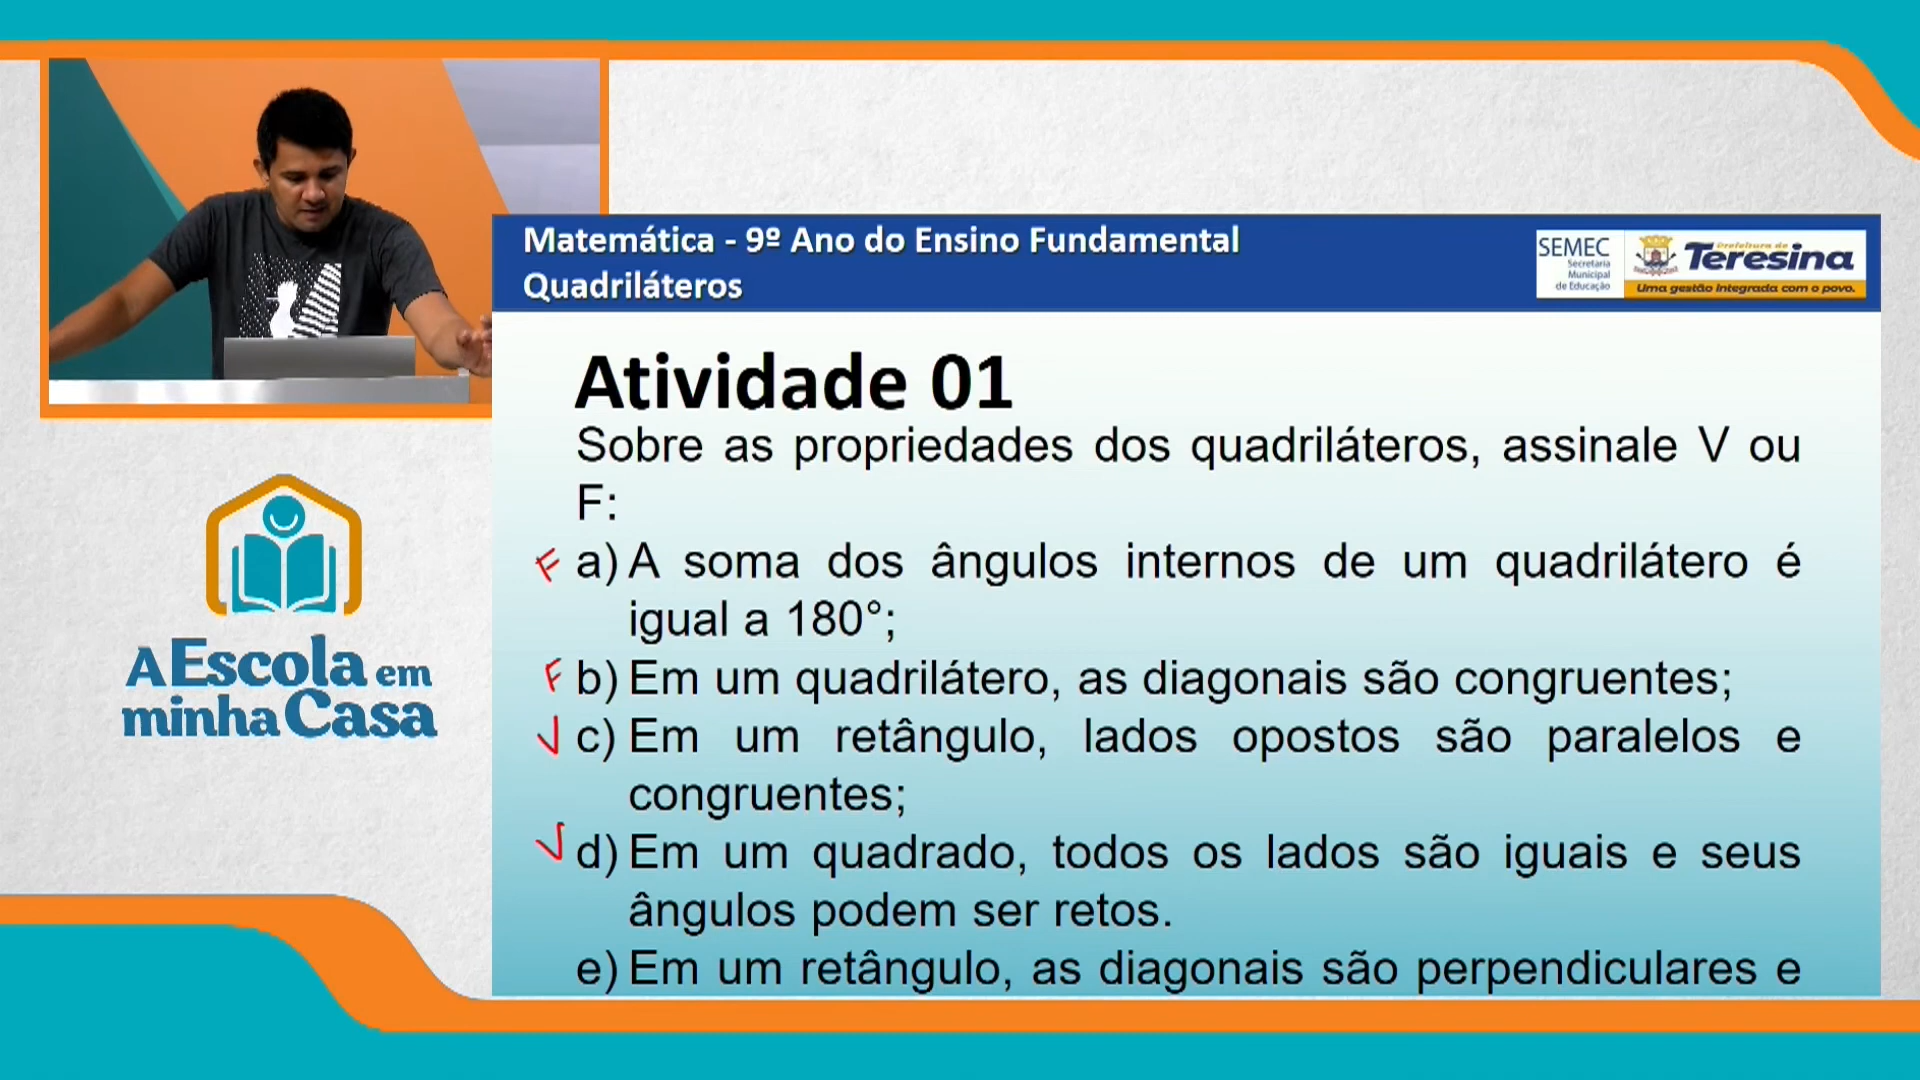 Matemática - 9º Ano do Ensino Fundamental
Quadriláteros
SEMEC
Secretaria
Municipal
de Educação
Prefeitura de
Teresina
Uma gestão integrada com o povo.
Atividade 01
Sobre as propriedades dos quadriláteros, assinale V ou
F:
F a) A soma dos ângulos internos de um quadrilátero é
igual a 180°;
F b) Em um quadrilátero, as diagonais são congruentes;
V c) Em um retângulo, lados opostos são paralelos e
congruentes;
V d) Em um quadrado, todos os lados são iguais e seus
ângulos podem ser retos.
e) Em um retângulo, as diagonais são perpendiculares e
A Escola em
minha Casa